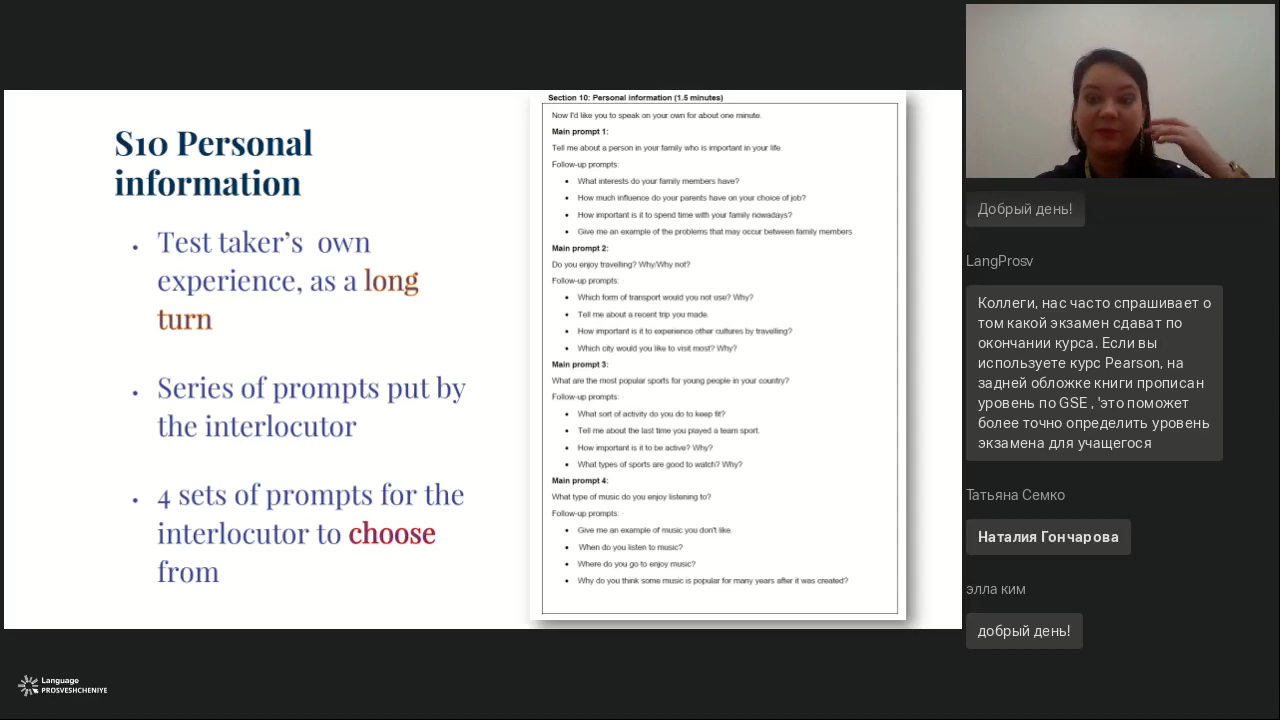 S10 Personal
information
• Test taker's own
experience, as a long
turn
• Series of prompts put by
the interlocutor
• 4 sets of prompts for the
interlocutor to choose
from
Section 10: Personal information (1.5 minutes)
Now I'd like you to speak on your own for about one minute.
Main prompt 1:
Tell me about a person in your family who is important in your life.
Follow-up prompts:
• What interests do your family members have?
• How much influence do your parents have on your choice of job?
• How important is it to spend time with your family nowadays?
• Give me an example of the problems that may occur between family members
Main prompt 2:
Do you enjoy travelling? Why/Why not?
Follow-up prompts:
• Which form of transport would you not use? Why?
• Tell me about a recent trip you made.
• How important is it to experience other cultures by travelling?
• Which city would you like to visit most? Why?
Main prompt 3:
What are the most popular sports for young people in your country?
Follow-up prompts:
• What sort of activity do you do to keep fit?
• Tell me about the last time you played a team sport.
• How important is it to be active? Why?
• What types of sports are good to watch? Why?
Main prompt 4:
What type of music do you enjoy listening to?
Follow-up prompts:
• Give me an example of music you don't like.
• When do you listen to music?
• Where do you go to enjoy music?
• Why do you think some music is popular for many years after it was created?
Language
PROSVESHCHENIYE
Добрый день!
LangProsv
Коллеги, нас часто спрашивает о
том какой экзамен сдават по
окончании курса. Если вы
используете курс Pearson, на
задней обложке книги прописан
уровень по GSE , 'это поможет
более точно определить уровень
экзамена для учащегося
Татьяна Семко
Наталия Гончарова
элла ким
добрый день!